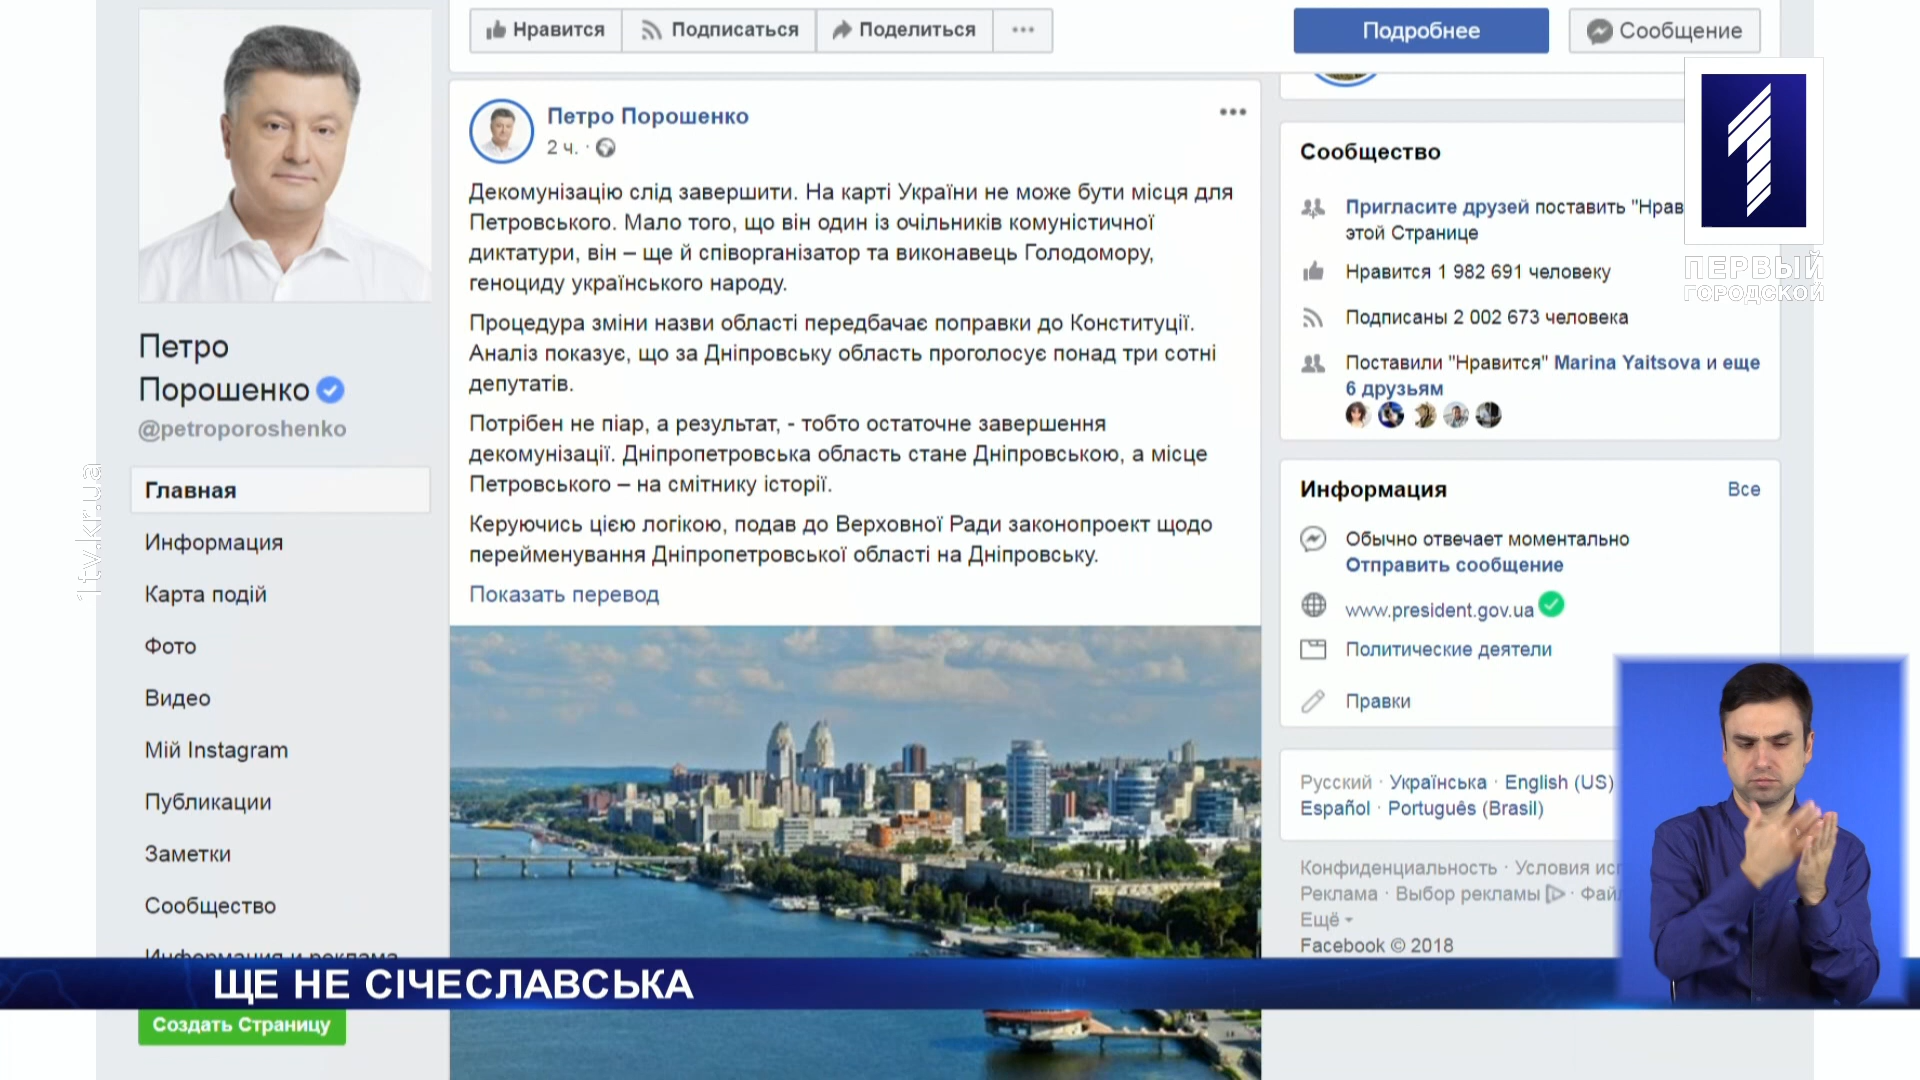 Нравится
Подписаться
Поделиться
Подробнее
Сообщение
Петро
Порошенко
@petroporoshenko
Главная
Информация
Карта подій
Фото
Видео
Мій Instagram
Публикации
Заметки
Сообщество
Информация и реклама
Создать Страницу
Петро Порошенко
2 ч. ·
Декомунізацію слід завершити. На карті України не може бути місця для
Петровського. Мало того, що він один із очільників комуністичної
диктатури, він – ще й співорганізатор та виконавець Голодомору,
геноциду українського народу.
Процедура зміни назви області передбачає поправки до Конституції.
Аналіз показує, що за Дніпровську область проголосує понад три сотні
депутатів.
Потрібен не піар, а результат, - тобто остаточне завершення
декомунізації. Дніпропетровська область стане Дніпровською, а місце
Петровського – на смітнику історії.
Керуючись цією логікою, подав до Верховної Ради законопроект щодо
перейменування Дніпропетровської області на Дніпровську.
Показать перевод
Сообщество
Пригласите друзей поставить "Нрав
этой Странице
Нравится 1 982 691 человеку
Подписаны 2 002 673 человека
Поставили "Нравится" Marina Yaitsova и еще
6 друзьям
Информация
Все
Обычно отвечает моментально
Отправить сообщение
www.president.gov.ua
Политические деятели
Правки
Русский · Українська · English (US)
Español · Português (Brasil)
Конфиденциальность · Условия исп
Реклама · Выбор рекламы · Файл
Ещё
Facebook © 2018
1
ПЕРВЫЙ
ГОРОДСКОЙ
1tv.kr.ua
ЩЕ НЕ СІЧЕСЛАВСЬКА